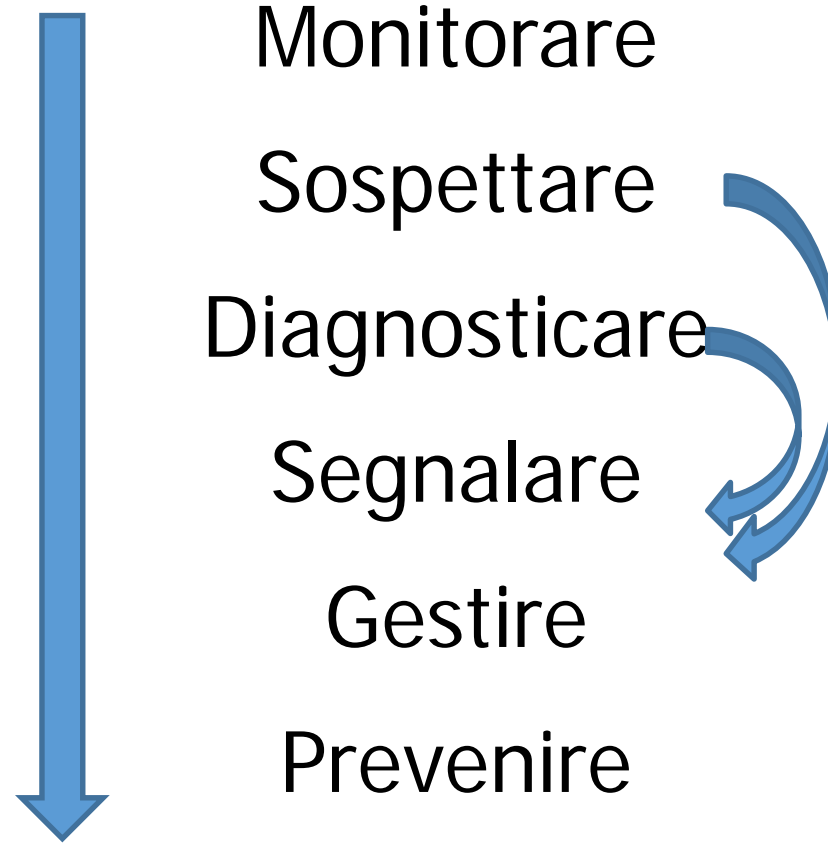 Monitorare
Sospettare
Diagnosticare
Segnalare
Gestire
Prevenire